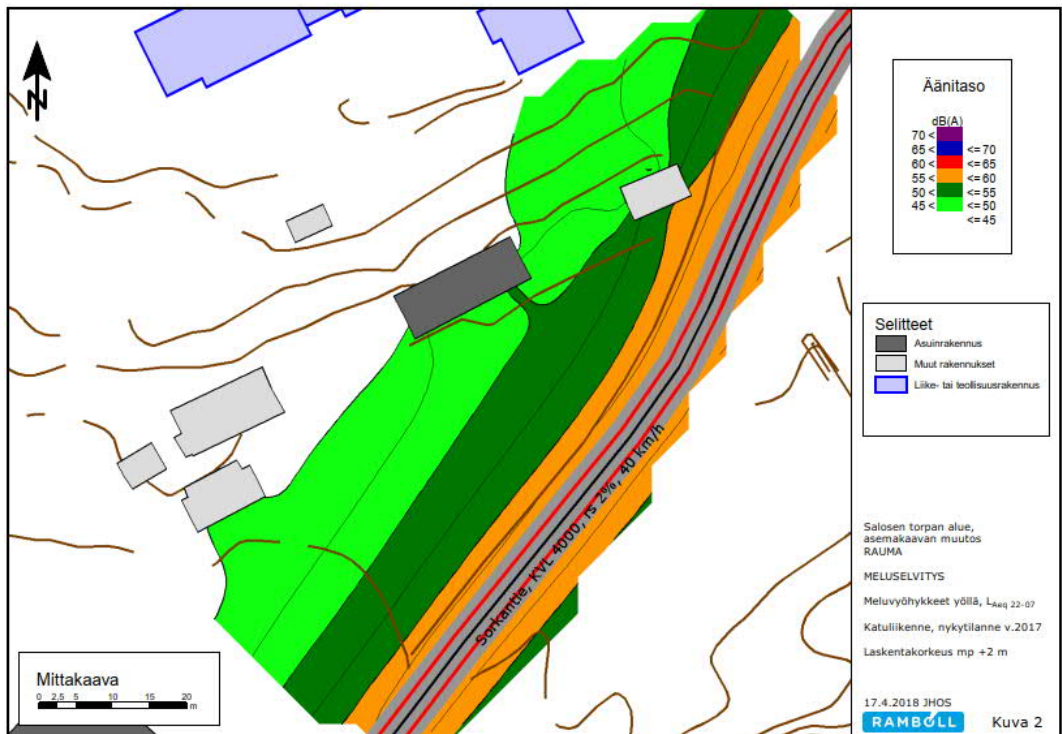 N
Äänitaso
dB(A)
70 <
65 < <= 70
60 < <= 65
55 < <= 60
50 < <= 55
45 < <= 50
<= 45
Selitteet
Asuinrakennus
Muut rakennukset
Liike- tai teollisuusrakennus
Sorkantie, KVL 4000, rs 2%, 40 km/h
Mittakaava
0 2,5 5 10 15 20
m
Salosen torpan alue,
asemakaavan muutos
RAUMA
MELUSELVITYS
Meluvyöhykkeet yöllä, LAeq 22-07
Katuliikenne, nykytilanne v.2017
Laskentakorkeus mp +2 m
17.4.2018 JHOS
RAMBOLL Kuva 2